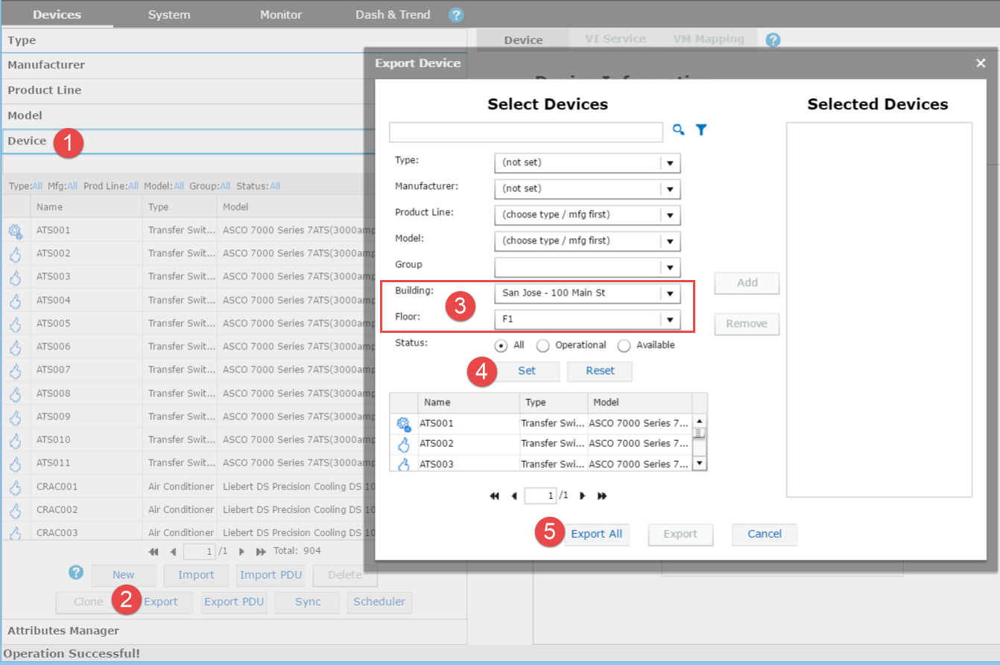 Devices System Monitor Dash & Trend ?
Type
Manufacturer
Product Line
Model
Device 1
Type:All Mfg:All Prod Line:All Model:All Group:All Status:All
Name Type Model
ATS001 Transfer Swit... ASCO 7000 Series 7ATS(3000amp
ATS002 Transfer Swit... ASCO 7000 Series 7ATS(3000amp
ATS003 Transfer Swit... ASCO 7000 Series 7ATS(3000amp
ATS004 Transfer Swit... ASCO 7000 Series 7ATS(3000amp
ATS005 Transfer Swit... ASCO 7000 Series 7ATS(3000amp
ATS006 Transfer Swit... ASCO 7000 Series 7ATS(3000amp
ATS007 Transfer Swit... ASCO 7000 Series 7ATS(3000amp
ATS008 Transfer Swit... ASCO 7000 Series 7ATS(3000amp
ATS009 Transfer Swit... ASCO 7000 Series 7ATS(3000amp
ATS010 Transfer Swit... ASCO 7000 Series 7ATS(3000amp
ATS011 Transfer Swit... ASCO 7000 Series 7ATS(3000amp
CRAC001 Air Conditioner Liebert DS Precision Cooling DS 10
CRAC002 Air Conditioner Liebert DS Precision Cooling DS 10
CRAC003 Air Conditioner Liebert DS Precision Cooling DS 10
1 /1 Total: 904
? New Import Import PDU Delete
Clone 2 Export Export PDU Sync Scheduler
Attributes Manager
Operation Successful!
Device VI Service VM Mapping ?
Device Information
Export Device
Select Devices
Type: (not set)
Manufacturer: (not set)
Product Line: (choose type / mfg first)
Model: (choose type / mfg first)
Group
Building: 3 San Jose - 100 Main St
Floor: F1
Status: All Operational Available
4 Set Reset
Name Type Model
ATS001 Transfer Swi... ASCO 7000 Series 7...
ATS002 Transfer Swi... ASCO 7000 Series 7...
ATS003 Transfer Swi... ASCO 7000 Series 7...
1 /1
5 Export All Export Cancel
Add
Remove
Selected Devices